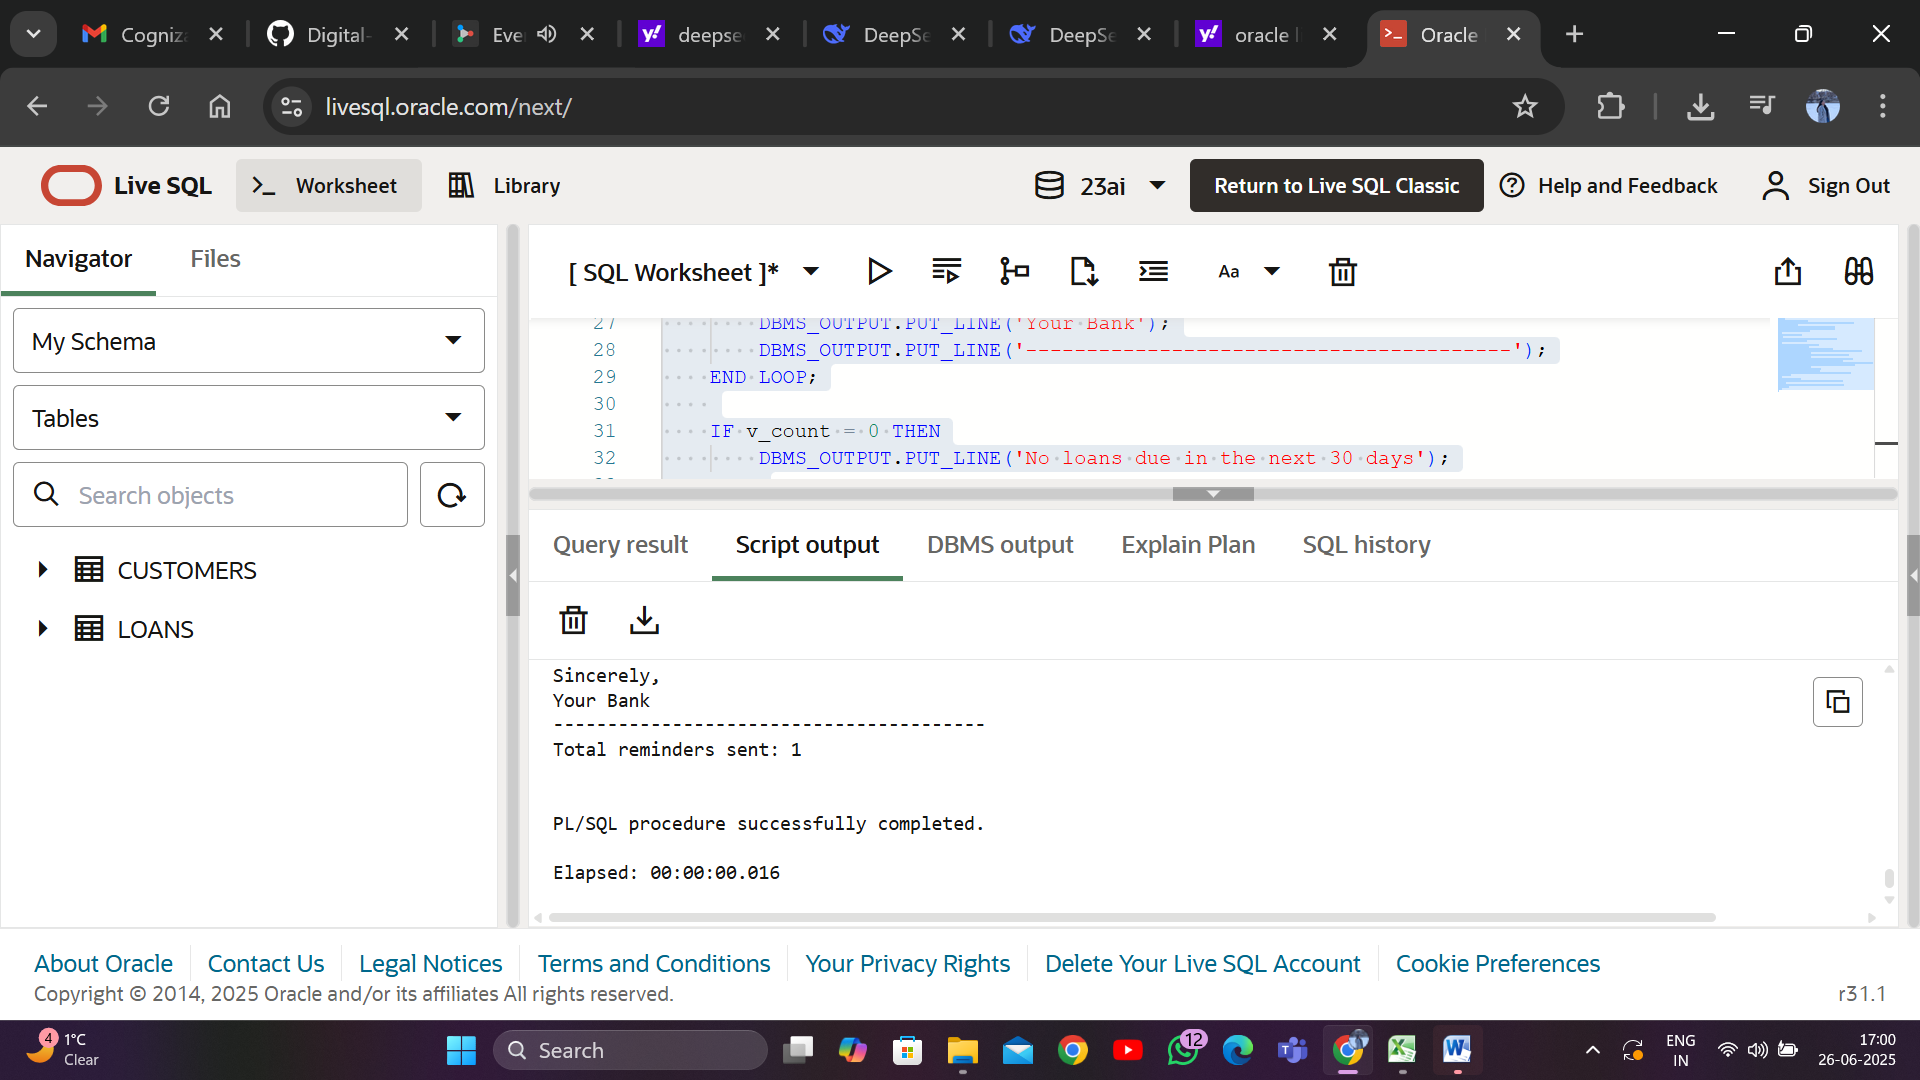 Cogniza
Digital-
Eve
deepse
DeepSe
DeepSe
oracle l
Oracle
livesql.oracle.com/next/
Live SQL
Worksheet
Library
23ai
Return to Live SQL Classic
Help and Feedback
Sign Out
Navigator
Files
[ SQL Worksheet ]*
Aa
My Schema
Tables
Search objects
CUSTOMERS
LOANS
27 DBMS_OUTPUT.PUT_LINE('Your Bank');
28 DBMS_OUTPUT.PUT_LINE('----------------------------------------');
29 END LOOP;
30
31 IF v_count = 0 THEN
32 DBMS_OUTPUT.PUT_LINE('No loans due in the next 30 days');
Query result
Script output
DBMS output
Explain Plan
SQL history
Sincerely,
Your Bank
----------------------------------------
Total reminders sent: 1
PL/SQL procedure successfully completed.
Elapsed: 00:00:00.016
About Oracle
Contact Us
Legal Notices
Terms and Conditions
Your Privacy Rights
Delete Your Live SQL Account
Cookie Preferences
Copyright © 2014, 2025 Oracle and/or its affiliates All rights reserved.
r31.1
4
1°C
Clear
Search
12
ENG
IN
17:00
26-06-2025